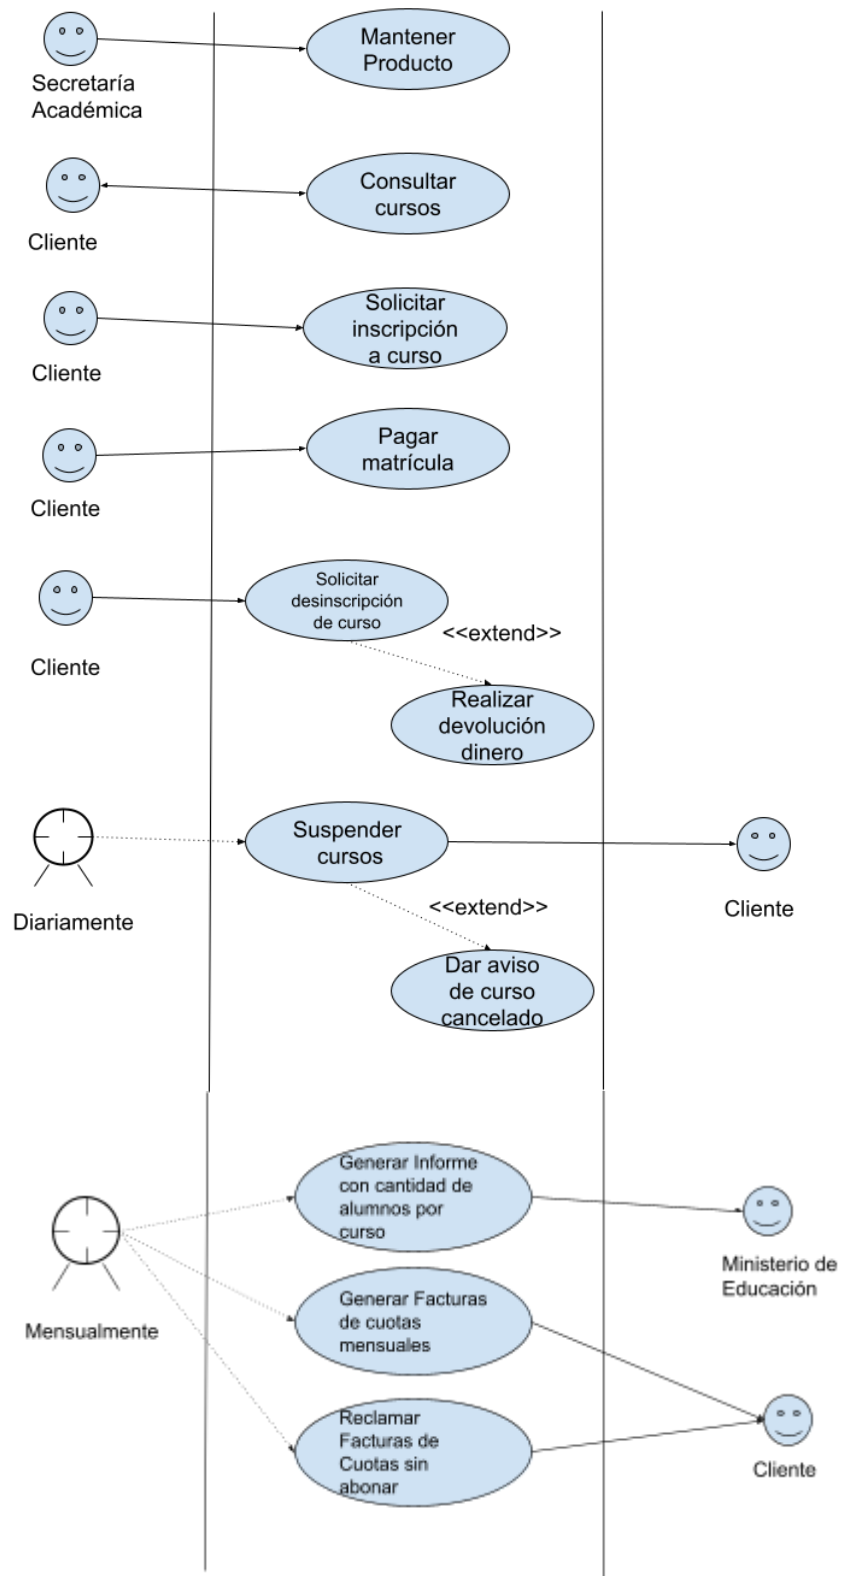 Mantener
Producto
Secretaría
Académica
Consultar
cursos
Cliente
Solicitar
inscripción
a curso
Cliente
Pagar
matrícula
Cliente
Solicitar
desinscripción
de curso
<<extend>>
Cliente
Realizar
devolución
dinero
Suspender
cursos
Diariamente
<<extend>>
Cliente
Dar aviso
de curso
cancelado
Generar Informe
con cantidad de
alumnos por
curso
Ministerio de
Educación
Mensualmente
Generar Facturas
de cuotas
mensuales
Reclamar
Facturas de
Cuotas sin
abonar
Cliente